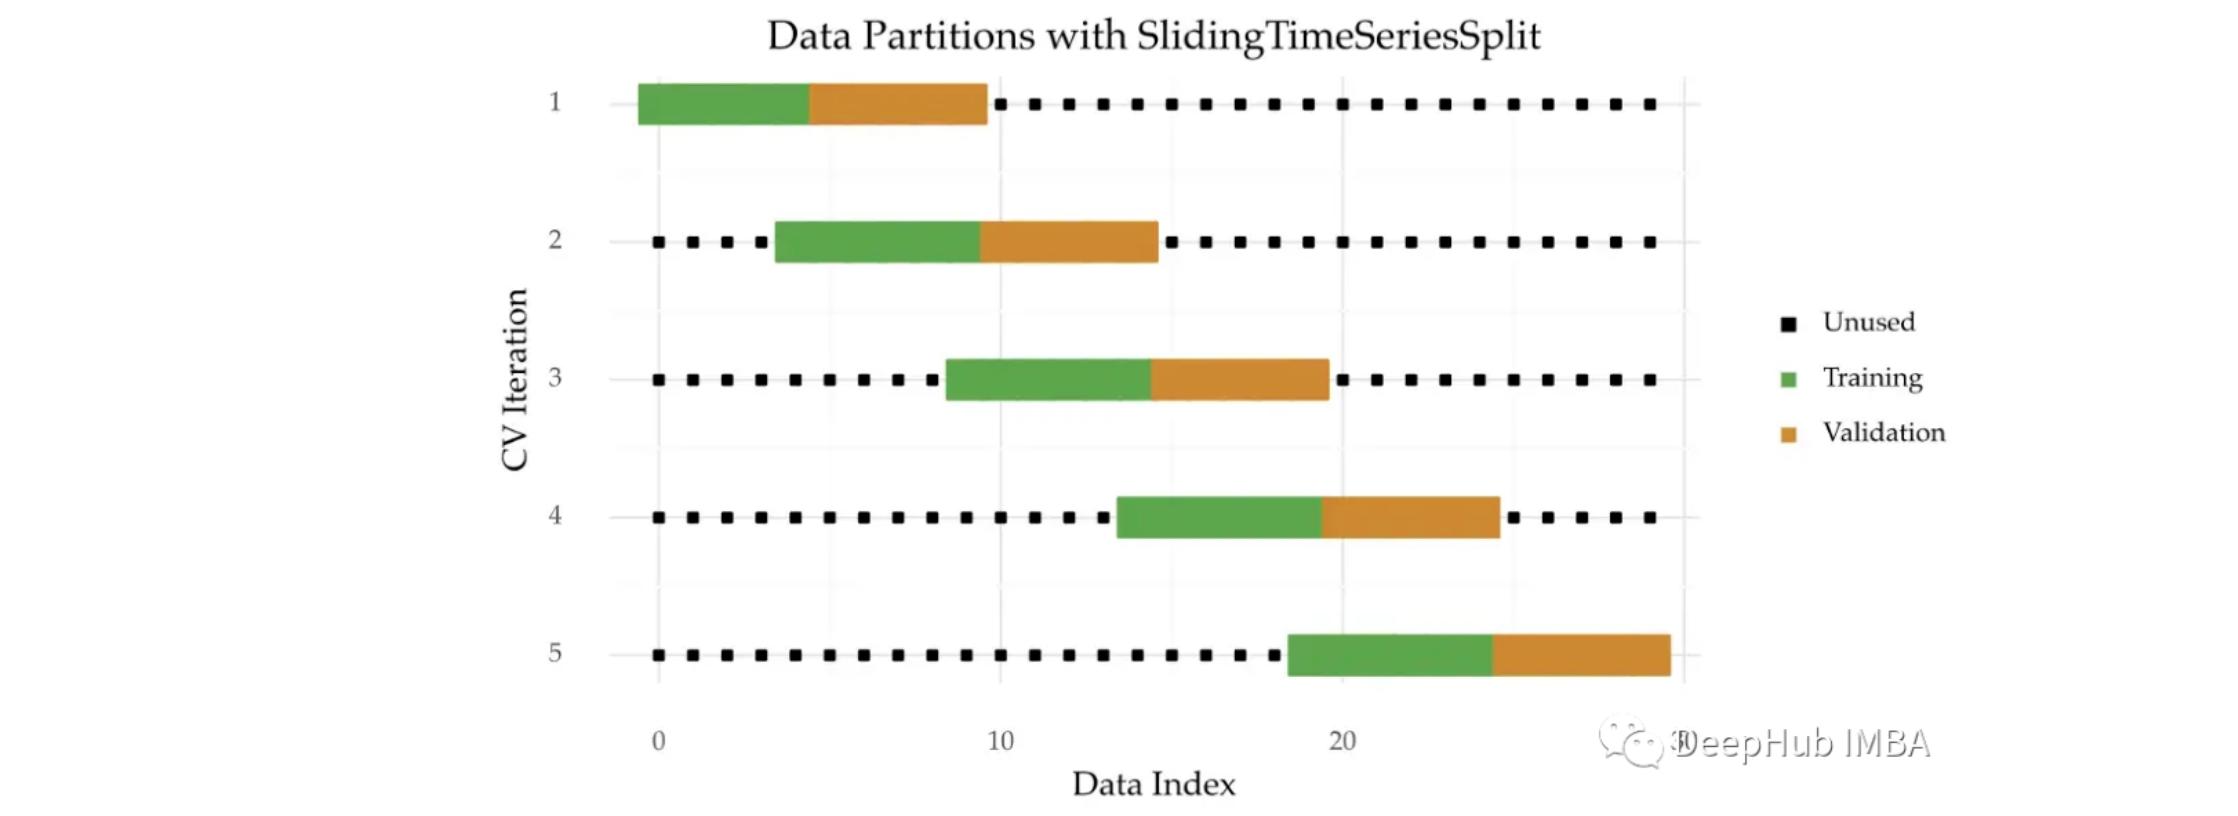 Data Partitions with SlidingTimeSeriesSplit
1
2
3
4
5
CV Iteration
Unused
Training
Validation
0
10
20
30
DeepHub IMBA
Data Index